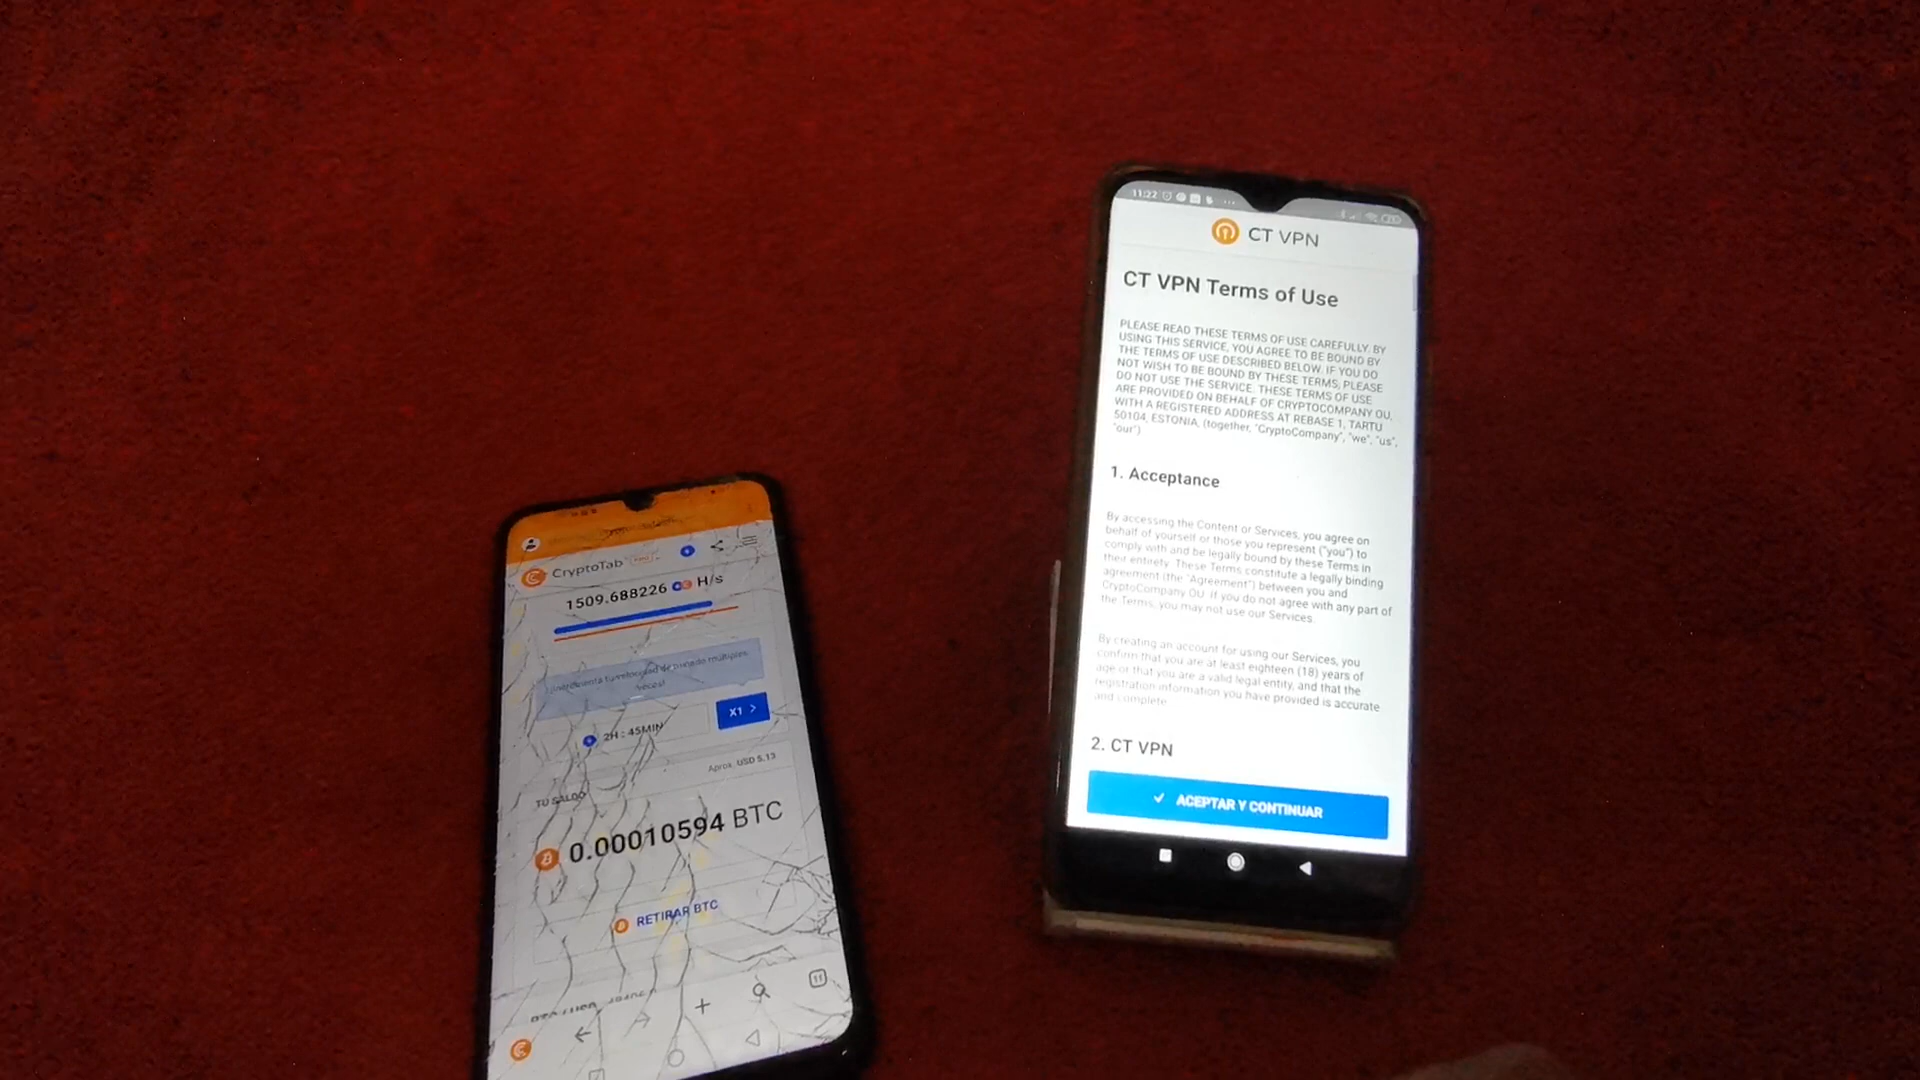 CryptoTab
1509.688226 H/s
múltiples
X1 >
2H : 45MIN
Aprox. USD 5.13
TU SALDO
0.00010594 BTC
RETIRAR BTC
11
11:22
CT VPN
CT VPN Terms of Use
PLEASE READ THESE TERMS OF USE CAREFULLY. BY
USING THIS SERVICE, YOU AGREE TO BE BOUND BY
THE TERMS OF USE DESCRIBED BELOW. IF YOU DO
NOT WISH TO BE BOUND BY THESE TERMS, PLEASE
DO NOT USE THE SERVICE. THESE TERMS OF USE
ARE PROVIDED ON BEHALF OF CRYPTOCOMPANY OU,
WITH A REGISTERED ADDRESS AT REBASE 1, TARTU
50104, ESTONIA, (together, "CryptoCompany", "we", "us",
"our")
1. Acceptance
By accessing the Content or Services, you agree on
behalf of yourself or those you represent ("you") to
comply with and be legally bound by these Terms in
their entirety. These Terms constitute a legally binding
agreement (the "Agreement") between you and
CryptoCompany OU. If you do not agree with any part of
the Terms, you may not use our Services.
By creating an account for using our Services, you
confirm that you are at least eighteen (18) years of
age or that you are a valid legal entity, and that the
registration information you have provided is accurate
and complete.
2. CT VPN
ACEPTAR Y CONTINUAR